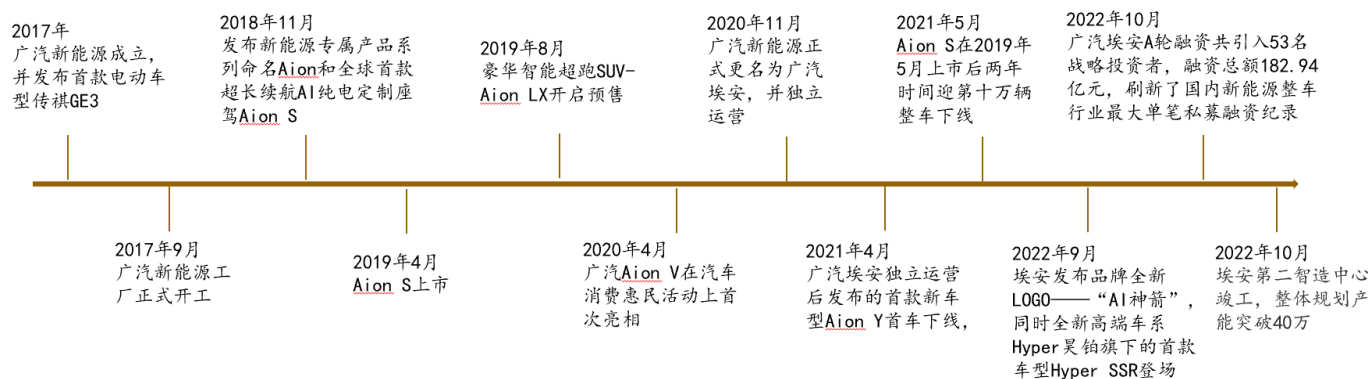 2017年
广汽新能源成立，
并发布首款电动车
型传祺GE3
2017年9月
广汽新能源工
厂正式开工
2018年11月
发布新能源专属产品系
列命名Aion和全球首款
超长续航AI纯电定制座
驾Aion S
2019年4月
Aion S上市
2019年8月
豪华智能超跑SUV-
Aion LX开启预售
2020年4月
广汽Aion V在汽车
消费惠民活动上首
次亮相
2020年11月
广汽新能源正
式更名为广汽
埃安，并独立
运营
2021年4月
广汽埃安独立运营
后发布的首款新车
型Aion Y首车下线，
2021年5月
Aion S在2019年
5月上市后两年
时间迎第十万辆
整车下线
2022年9月
埃安发布品牌全新
LOGO——“AI神箭”，
同时全新高端车系
Hyper昊铂旗下的首款
车型Hyper SSR登场
2022年10月
广汽埃安A轮融资共引入53名
战略投资者，融资总额182.94
亿元，刷新了国内新能源整车
行业最大单笔私募融资纪录
2022年10月
埃安第二智造中心
竣工，整体规划产
能突破40万